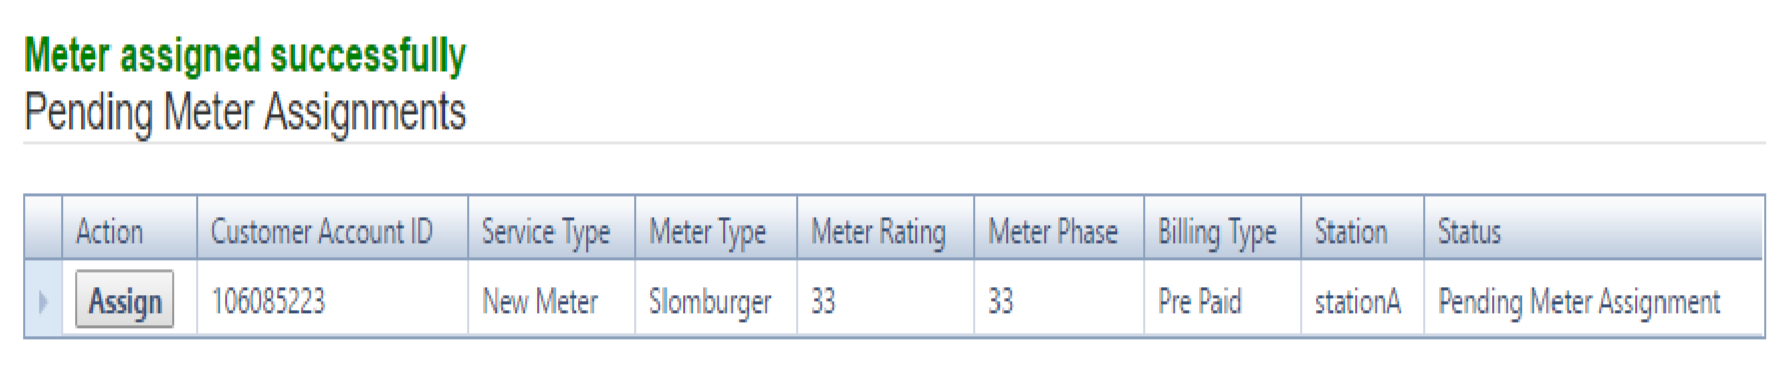 Meter assigned successfully
Pending Meter Assignments
Action Customer Account ID Service Type Meter Type Meter Rating Meter Phase Billing Type Station Status
Assign 106085223 New Meter Slomburger 33 33 Pre Paid stationA Pending Meter Assignment